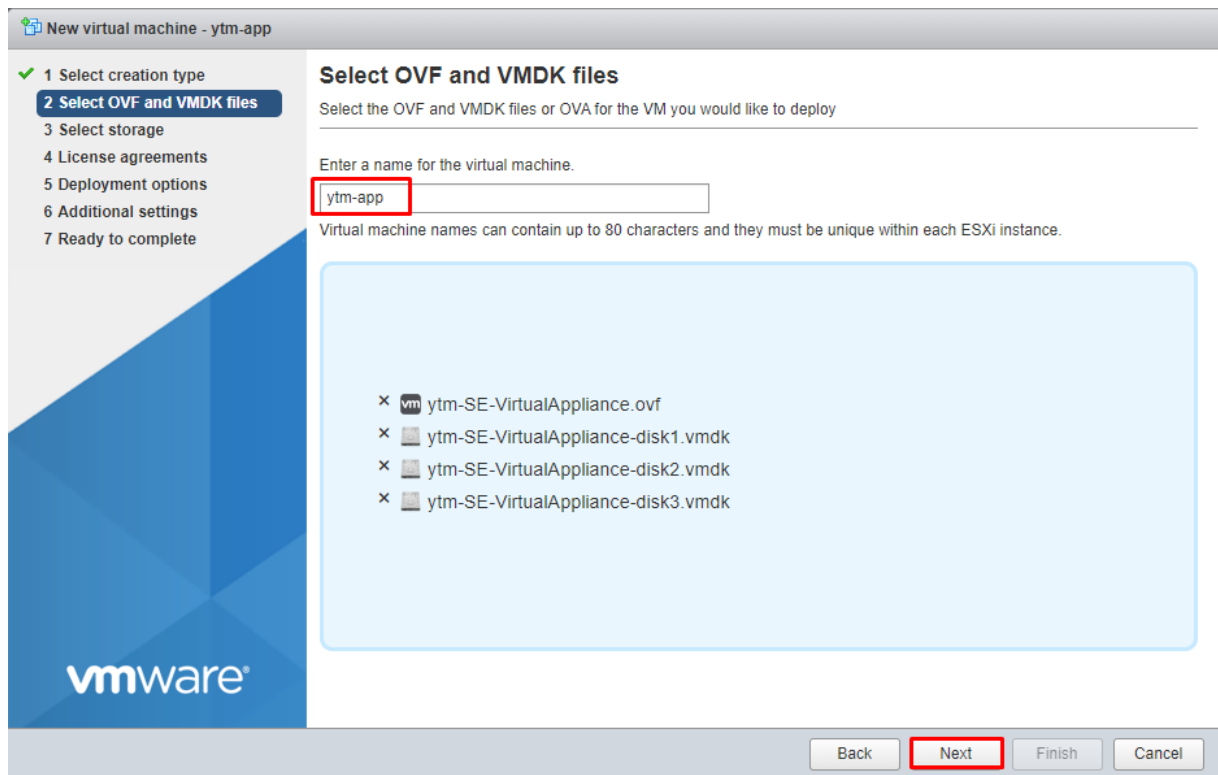 New virtual machine - ytm-app
1 Select creation type
2 Select OVF and VMDK files
3 Select storage
4 License agreements
5 Deployment options
6 Additional settings
7 Ready to complete
Select OVF and VMDK files
Select the OVF and VMDK files or OVA for the VM you would like to deploy
Enter a name for the virtual machine.
ytm-app
Virtual machine names can contain up to 80 characters and they must be unique within each ESXi instance.
× vm ytm-SE-VirtualAppliance.ovf
× ytm-SE-VirtualAppliance-disk1.vmdk
× ytm-SE-VirtualAppliance-disk2.vmdk
× ytm-SE-VirtualAppliance-disk3.vmdk
vmware®
Back Next Finish Cancel